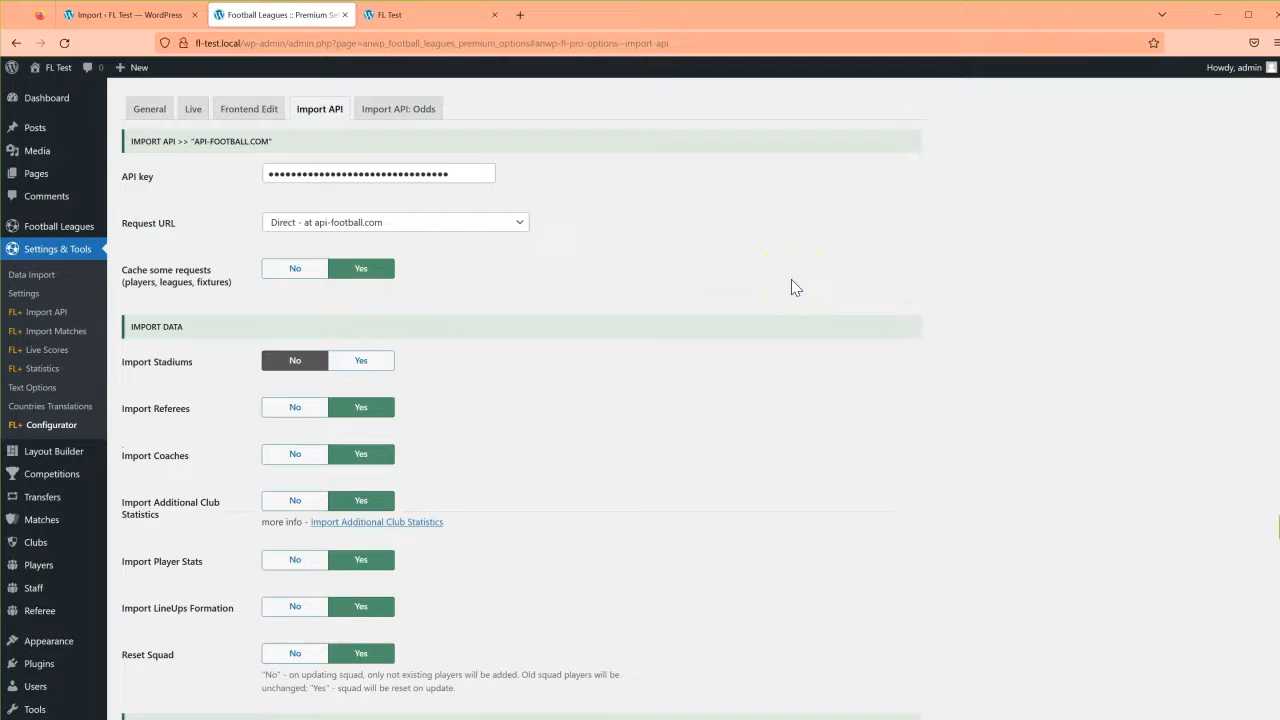 Import ‹ FL Test — WordPress
Football Leagues :: Premium Set
FL Test
fl-test.local/wp-admin/admin.php?page=anwp_football_leagues_premium_options#anwp-fl-pro-options--import-api
FL Test
0
New
Howdy, admin
Dashboard
Posts
Media
Pages
Comments
Football Leagues
Settings & Tools
Data Import
Settings
FL+ Import API
FL+ Import Matches
FL+ Live Scores
FL+ Statistics
Text Options
Countries Translations
FL+ Configurator
Layout Builder
Competitions
Transfers
Matches
Clubs
Players
Staff
Referee
Appearance
Plugins
Users
Tools
General
Live
Frontend Edit
Import API
Import API: Odds
IMPORT API >> "API-FOOTBALL.COM"
API key
Request URL
Direct - at api-football.com
Cache some requests
(players, leagues, fixtures)
No Yes
IMPORT DATA
Import Stadiums
No Yes
Import Referees
No Yes
Import Coaches
No Yes
Import Additional Club
Statistics
No Yes
more info - Import Additional Club Statistics
Import Player Stats
No Yes
Import LineUps Formation
No Yes
Reset Squad
No Yes
"No" - on updating squad, only not existing players will be added. Old squad players will be
unchanged; "Yes" - squad will be reset on update.